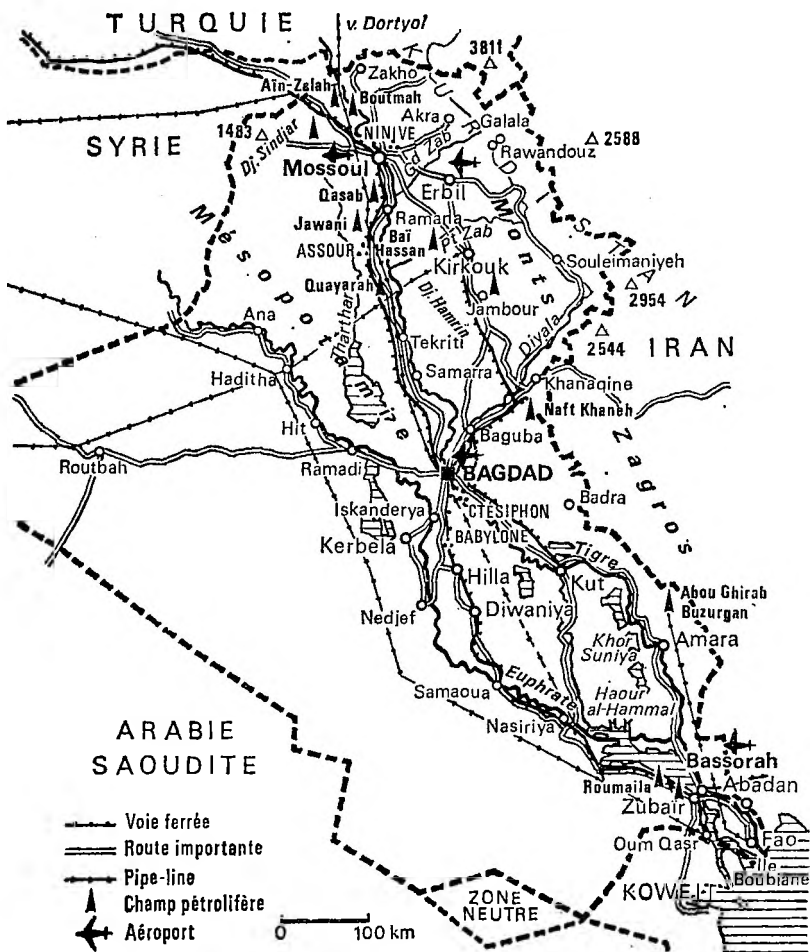 TURQUIE
v. Dortyol
3811
Zakho
Aïn-Zalah
Boutmah
KURDISTAN
SYRIE
1483
Akra
Galala
NINIVE
Gd Zab
Rawandouz
2588
Dj. Sindjar
Mossoul
Erbil
Qasab
Ramana
Monts
Jawani
Baï
Hassan
Pt Zab
ASSOUR
Souleimaniyeh
Mésopotamie
Kirkouk
Quayarah
Dj. Hamrin
Jambour
2954
Ana
Tharthar
Diyala
2544
IRAN
Tekriti
Haditha
Samarra
Khanaqine
Naft Khaneh
Hit
Baguba
Zagros
Routbah
Ramadi
BAGDAD
Badra
Iskanderya
CTÉSIPHON
BABYLONE
Kerbela
Tigre
Hilla
Kut
Abou Ghirab
Buzurgan
Nedjef
Diwaniya
Khor
Suniya
Amara
Samaoua
Euphrate
Haour
al-Hammal
Nasiriya
ARABIE
SAOUDITE
Bassorah
Roumaila
Abadan
Zubaïr
Oum Qasr
Fao
Ile
Boubiane
KOWEIT
ZONE
NEUTRE
Voie ferrée
Route importante
Pipe-line
Champ pétrolifère
Aéroport
0 100 km